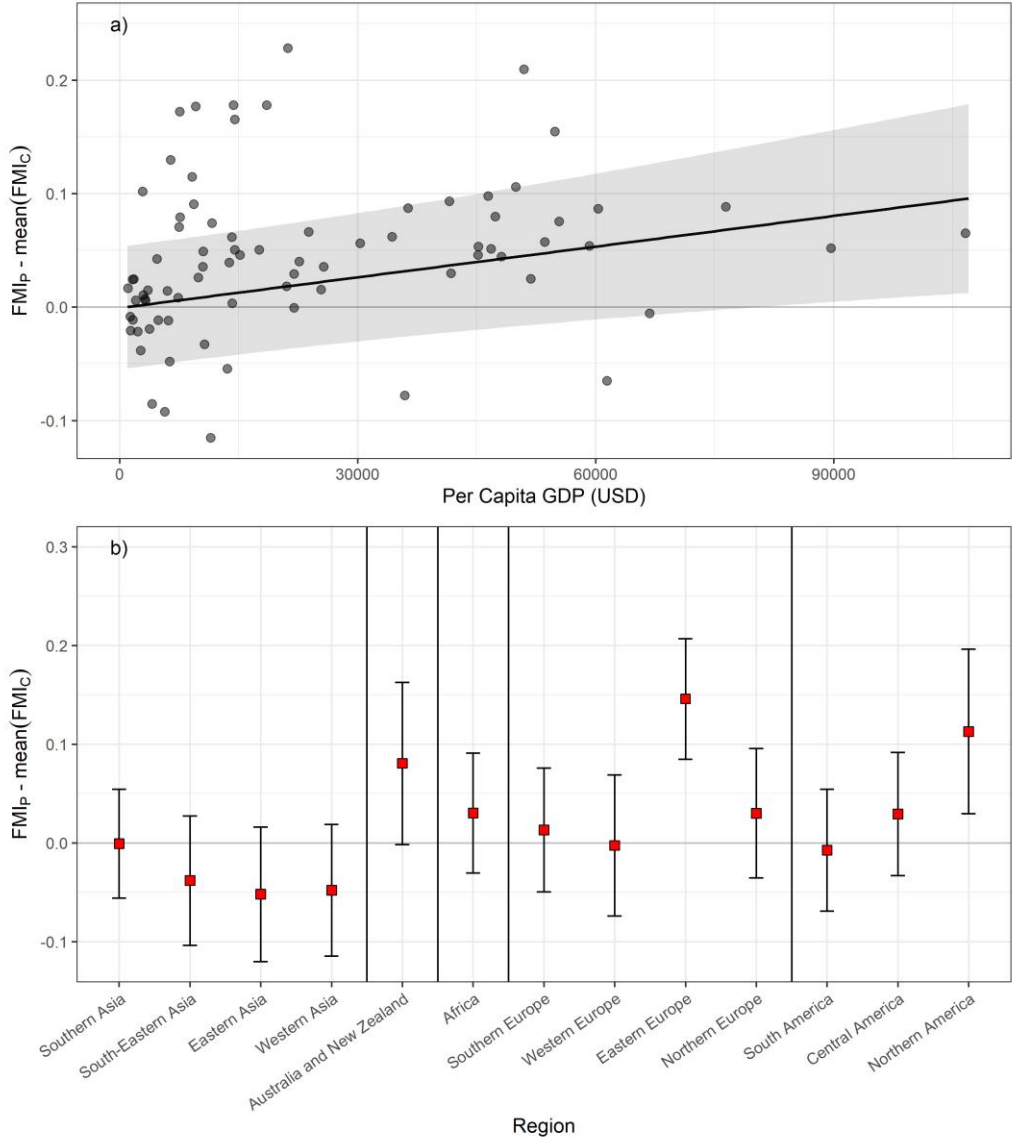 a)
0.2
0.1
0.0
-0.1
FMIP - mean(FMIC)
0
30000
60000
90000
Per Capita GDP (USD)
b)
0.3
0.2
0.1
0.0
-0.1
FMIP - mean(FMIC)
Southern Asia
South-Eastern Asia
Eastern Asia
Western Asia
Australia and New Zealand
Africa
Southern Europe
Western Europe
Eastern Europe
Northern Europe
South America
Central America
Northern America
Region